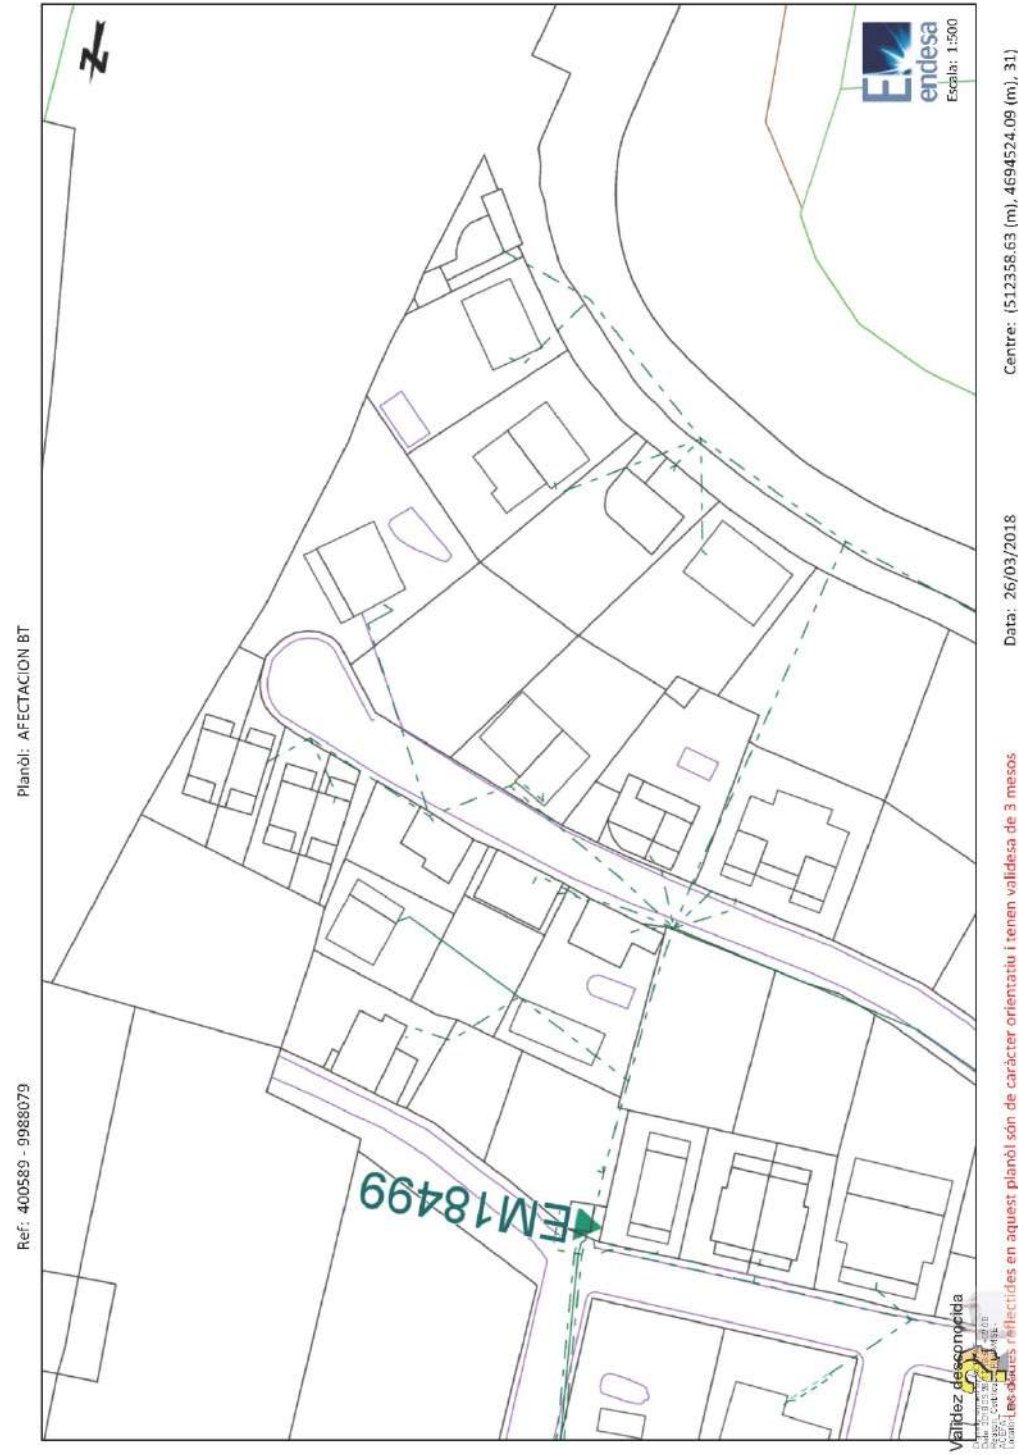 Ref: 400589 - 9988079
Planòl: AFECTACION BT
N
endesa
Escala: 1:500
EM18499
Validez desconocida
Les dades reflectides en aquest planòl són de caràcter orientatiu i tenen validesa de 3 mesos
Data: 26/03/2018
Centre: (512358.63 (m), 4694524.09 (m), 31)